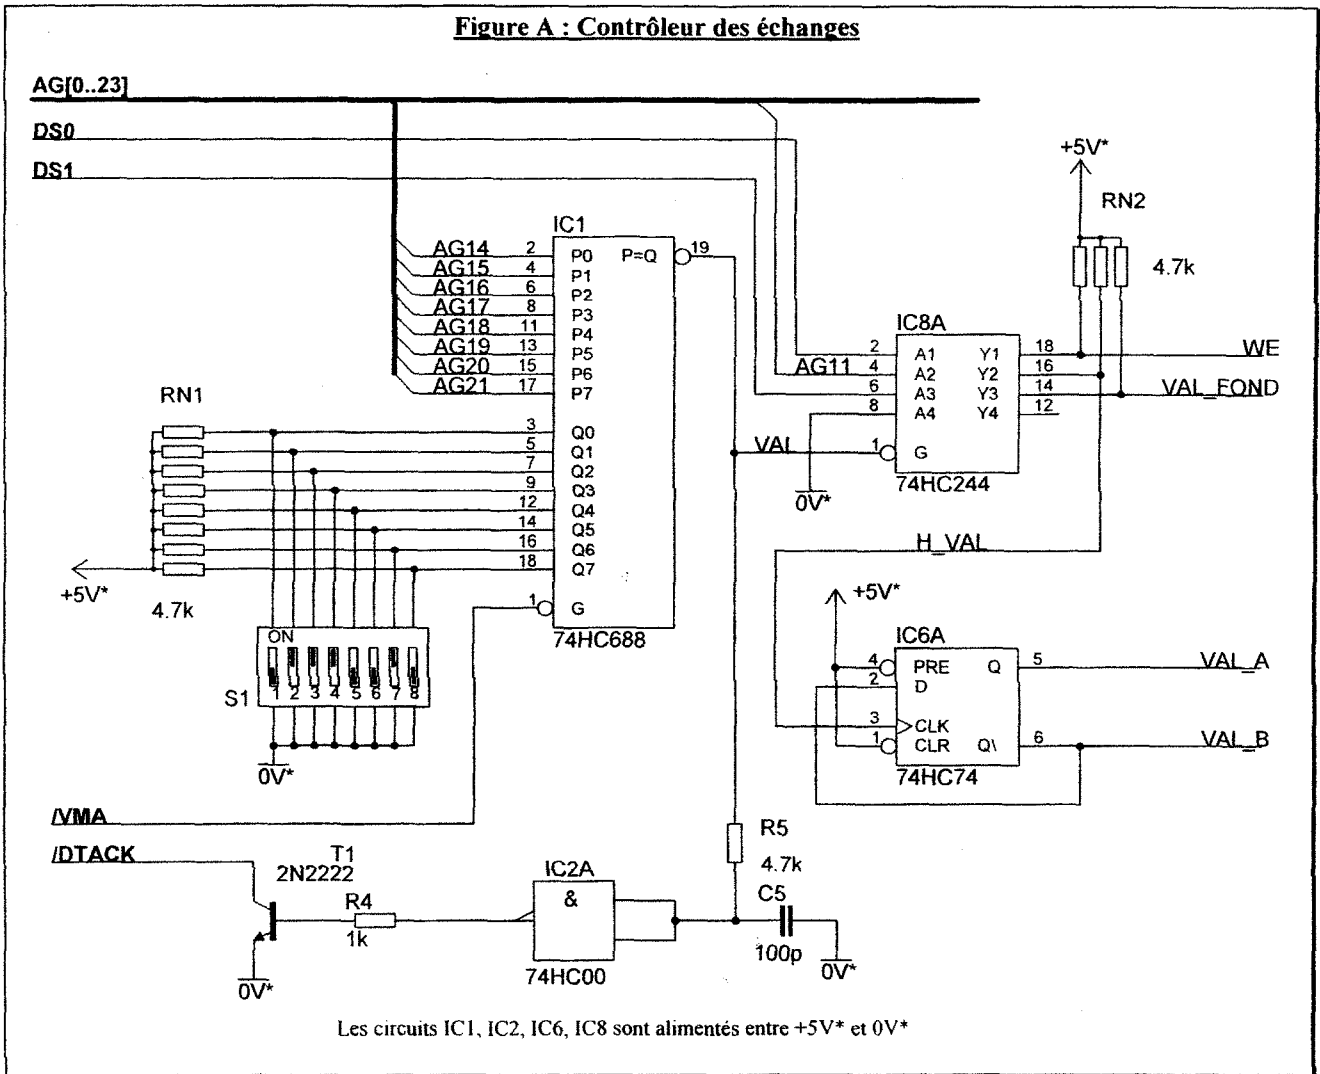 Figure A : Contrôleur des échanges
AG[0..23]
DS0
DS1
+5V*
RN2
4.7k
IC1
AG14 2 P0 P=Q 19
AG15 4 P1
AG16 6 P2
AG17 8 P3
AG18 11 P4
AG19 13 P5
AG20 15 P6
AG21 17 P7
RN1
3 Q0
5 Q1
7 Q2
9 Q3
12 Q4
14 Q5
16 Q6
18 Q7
+5V*
4.7k
1 G
74HC688
IC8A
2 A1 Y1 18 WE
AG11 4 A2 Y2 16
6 A3 Y3 14 VAL_FOND
8 A4 Y4 12
VAL 1 G
74HC244
0V*
H_VAL
+5V*
IC6A
4 PRE Q 5 VAL_A
2 D
3 CLK
1 CLR Q\ 6 VAL_B
74HC74
ON
S1 1 2 3 4 5 6 7 8
0V*
/VMA
/DTACK
T1
2N2222
R4
1k
0V*
IC2A
&
74HC00
R5
4.7k
C5
100p
0V*
Les circuits IC1, IC2, IC6, IC8 sont alimentés entre +5V* et 0V*